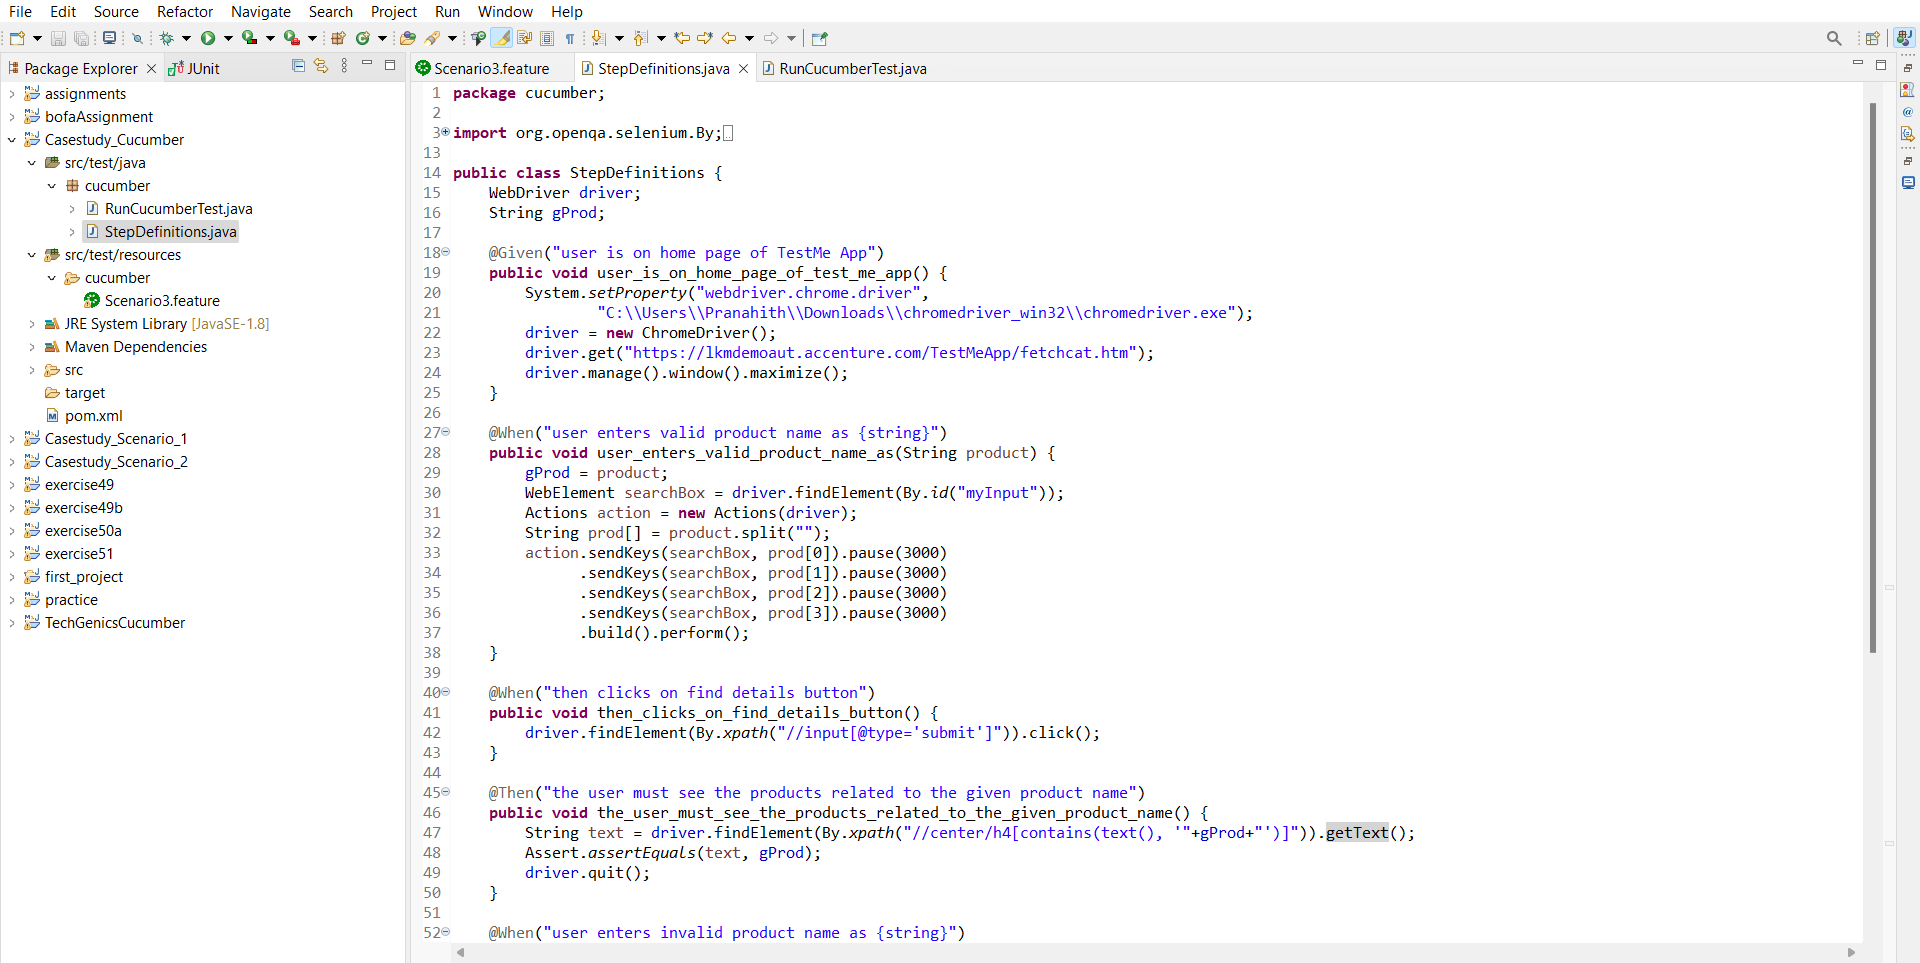 File Edit Source Refactor Navigate Search Project Run Window Help
Package Explorer
JUnit
assignments
bofaAssignment
Casestudy_Cucumber
src/test/java
cucumber
RunCucumberTest.java
StepDefinitions.java
src/test/resources
cucumber
Scenario3.feature
JRE System Library [JavaSE-1.8]
Maven Dependencies
src
target
pom.xml
Casestudy_Scenario_1
Casestudy_Scenario_2
exercise49
exercise49b
exercise50a
exercise51
first_project
practice
TechGenicsCucumber
Scenario3.feature StepDefinitions.java RunCucumberTest.java
1 package cucumber;
2
3 import org.openqa.selenium.By;
13
14 public class StepDefinitions {
15 WebDriver driver;
16 String gProd;
17
18 @Given("user is on home page of TestMe App")
19 public void user_is_on_home_page_of_test_me_app() {
20 System.setProperty("webdriver.chrome.driver",
21 "C:\\Users\\Pranahith\\Downloads\\chromedriver_win32\\chromedriver.exe");
22 driver = new ChromeDriver();
23 driver.get("https://lkmdemoaut.accenture.com/TestMeApp/fetchcat.htm");
24 driver.manage().window().maximize();
25 }
26
27 @When("user enters valid product name as {string}")
28 public void user_enters_valid_product_name_as(String product) {
29 gProd = product;
30 WebElement searchBox = driver.findElement(By.id("myInput"));
31 Actions action = new Actions(driver);
32 String prod[] = product.split("");
33 action.sendKeys(searchBox, prod[0]).pause(3000)
34 .sendKeys(searchBox, prod[1]).pause(3000)
35 .sendKeys(searchBox, prod[2]).pause(3000)
36 .sendKeys(searchBox, prod[3]).pause(3000)
37 .build().perform();
38 }
39
40 @When("then clicks on find details button")
41 public void then_clicks_on_find_details_button() {
42 driver.findElement(By.xpath("//input[@type='submit']")).click();
43 }
44
45 @Then("the user must see the products related to the given product name")
46 public void the_user_must_see_the_products_related_to_the_given_product_name() {
47 String text = driver.findElement(By.xpath("//center/h4[contains(text(), '"+gProd+"')]")).getText();
48 Assert.assertEquals(text, gProd);
49 driver.quit();
50 }
51
52 @When("user enters invalid product name as {string}")